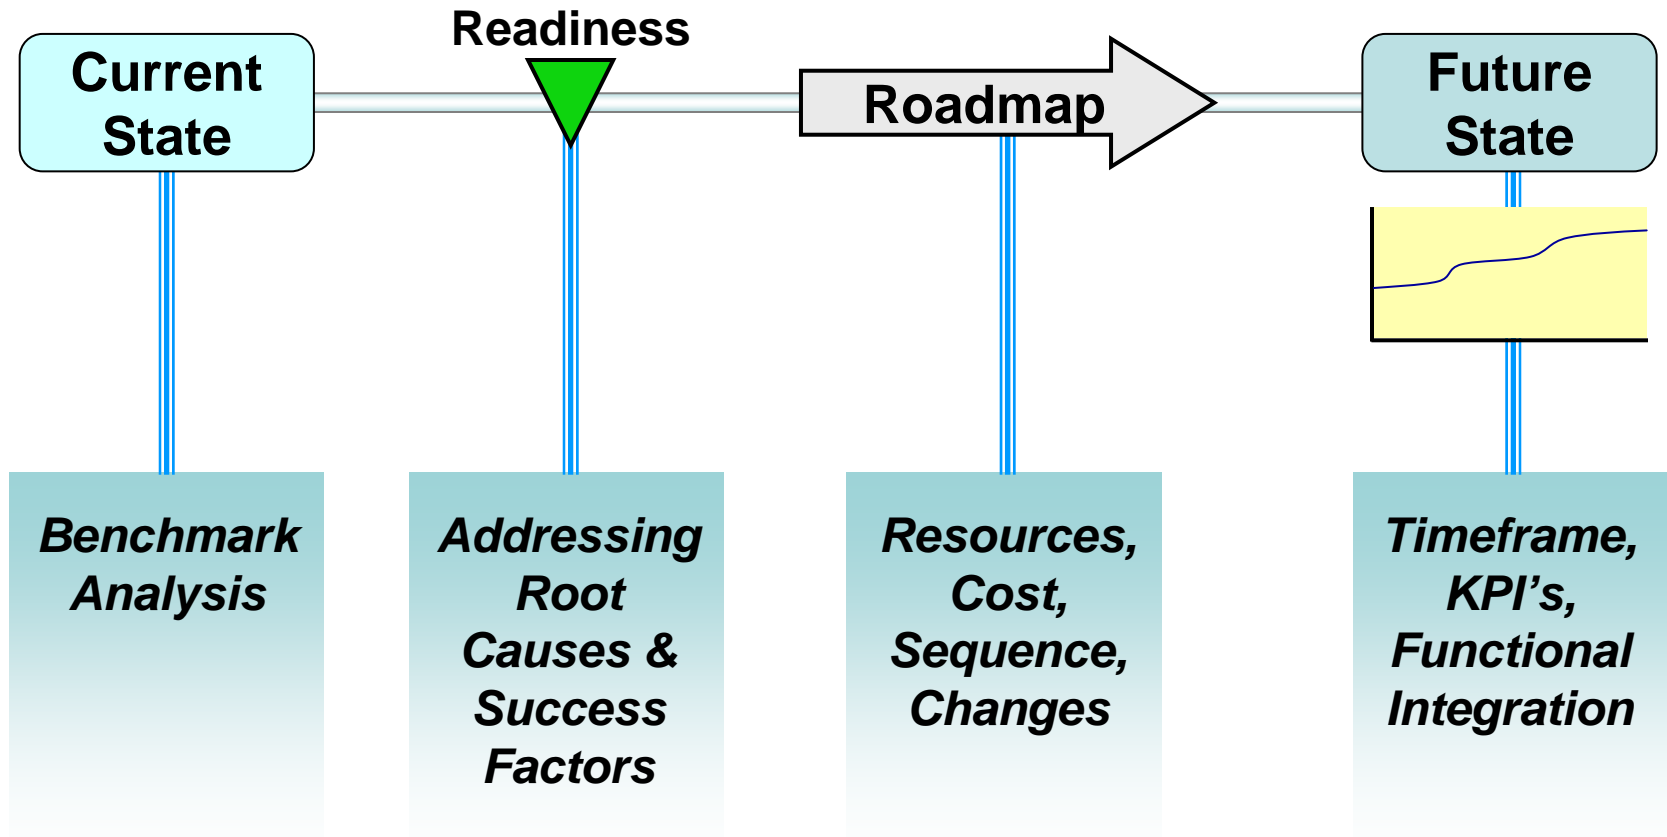 Readiness
Current
State
Roadmap
Future
State
Benchmark
Analysis
Addressing
Root
Causes &
Success
Factors
Resources,
Cost,
Sequence,
Changes
Timeframe,
KPI’s,
Functional
Integration